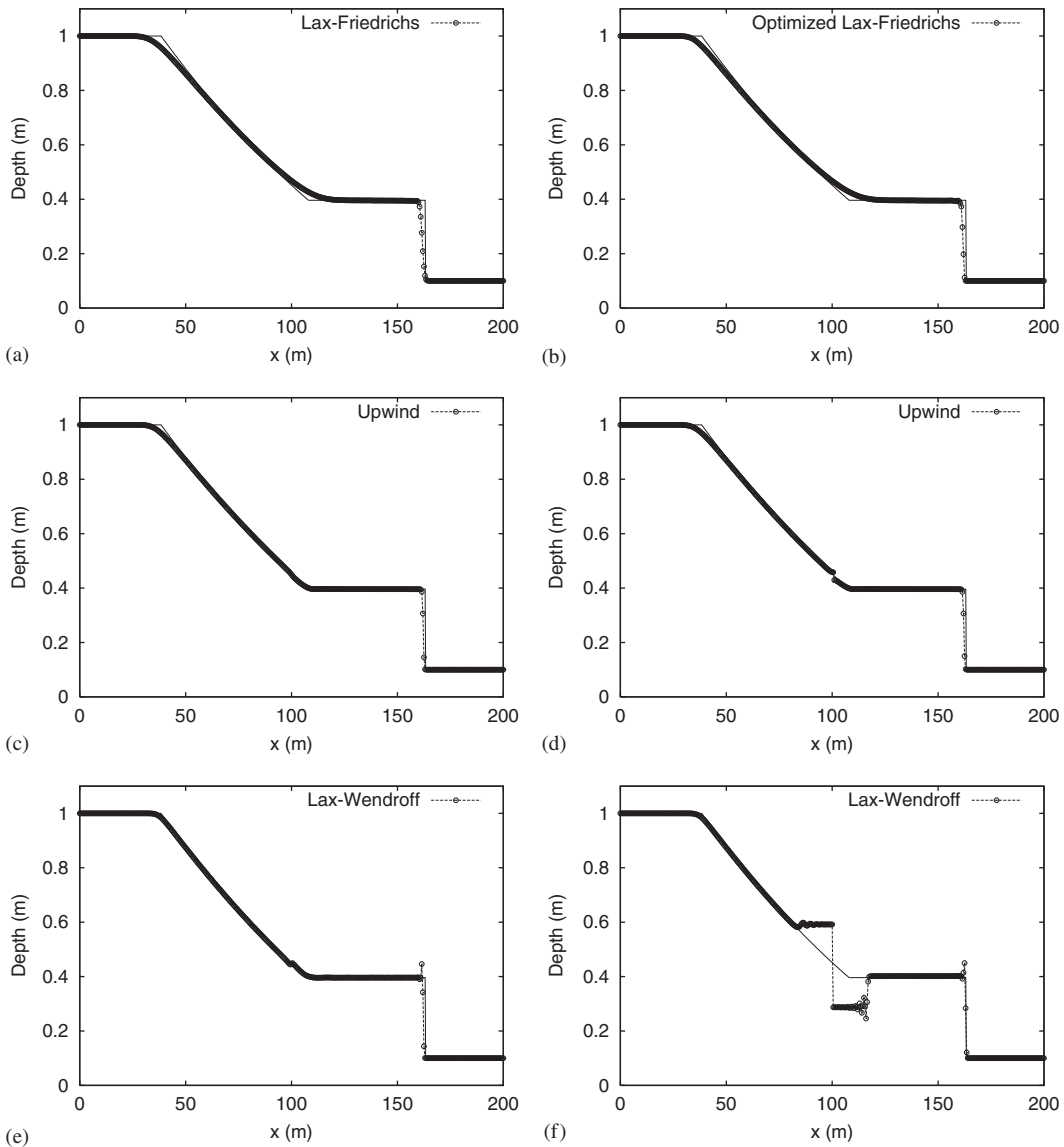 Lax-Friedrichs
1
0.8
0.6
0.4
0.2
0
Depth (m)
0 50 100 150 200
x (m)
(a)
Optimized Lax-Friedrichs
1
0.8
0.6
0.4
0.2
0
Depth (m)
0 50 100 150 200
x (m)
(b)
Upwind
1
0.8
0.6
0.4
0.2
0
Depth (m)
0 50 100 150 200
x (m)
(c)
Upwind
1
0.8
0.6
0.4
0.2
0
Depth (m)
0 50 100 150 200
x (m)
(d)
Lax-Wendroff
1
0.8
0.6
0.4
0.2
0
Depth (m)
0 50 100 150 200
x (m)
(e)
Lax-Wendroff
1
0.8
0.6
0.4
0.2
0
Depth (m)
0 50 100 150 200
x (m)
(f)